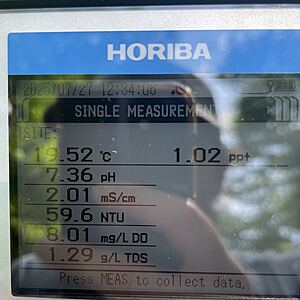 HORIBA
2025/07/27 12:34:06
SINGLE MEASUREMENT
SITE:
19.52 °C 1.02 ppt
7.36 pH
2.01 mS/cm
59.6 NTU
8.01 mg/L DO
1.29 g/L TDS
Press MEAS to collect data.